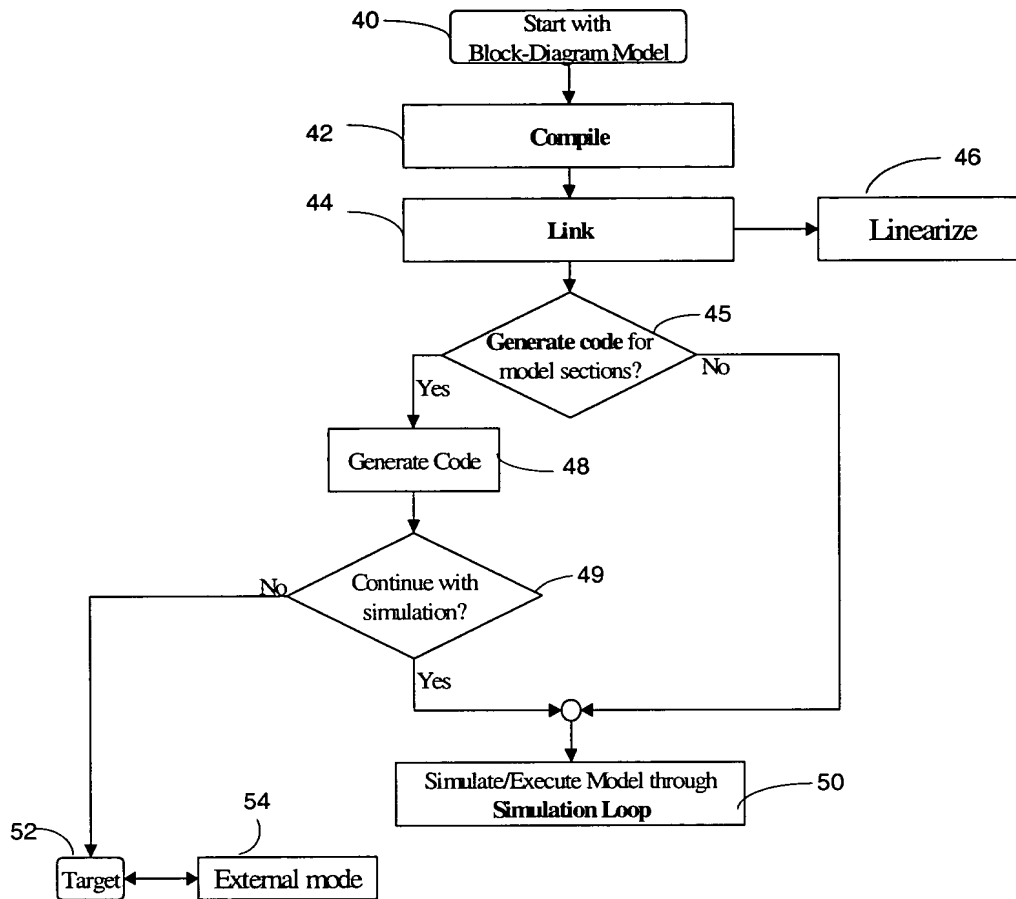 40
Start with
Block-Diagram Model
42
Compile
46
44
Link
Linearize
45
Generate code for
model sections?
Yes
No
Generate Code
48
No
Continue with
simulation?
49
Yes
Simulate/Execute Model through
Simulation Loop
50
52
54
Target
External mode